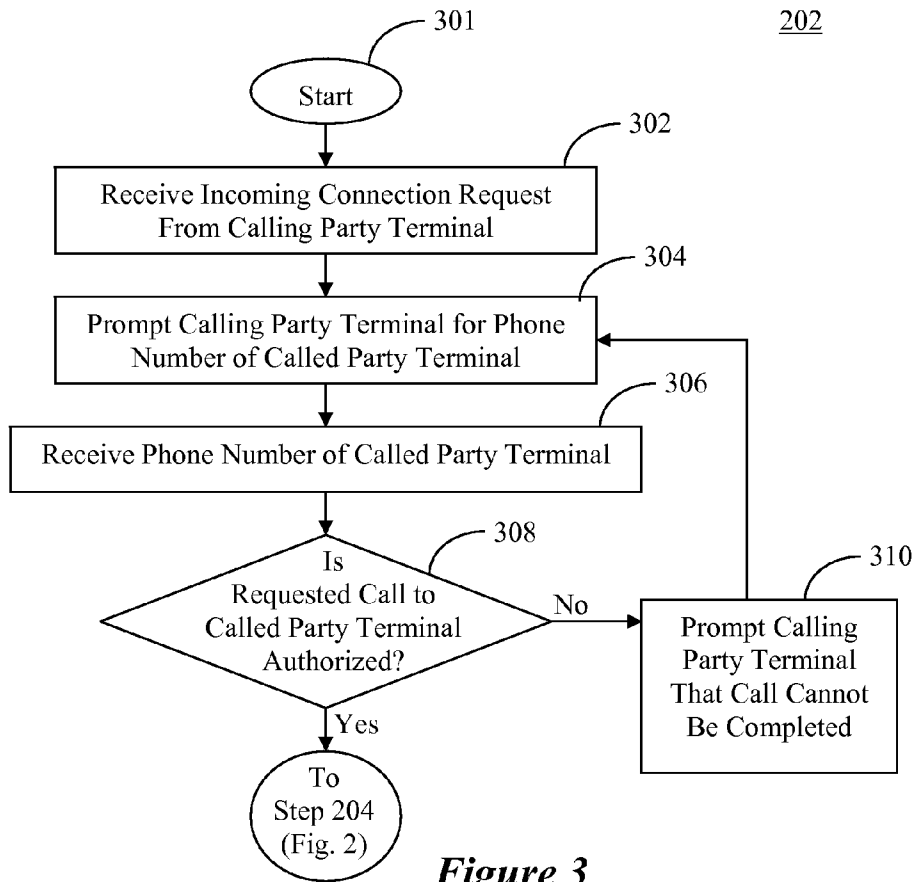 301
202
Start
302
Receive Incoming Connection Request
From Calling Party Terminal
304
Prompt Calling Party Terminal for Phone
Number of Called Party Terminal
306
Receive Phone Number of Called Party Terminal
308
Is
Requested Call to
Called Party Terminal
Authorized?
No
310
Prompt Calling
Party Terminal
That Call Cannot
Be Completed
Yes
To
Step 204
(Fig. 2)
Figure 3